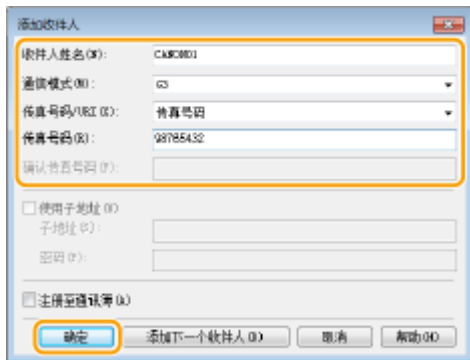 添加收件人
收件人姓名(N):
CANON01
通信模式(M):
G3
传真号码/URI(E):
传真号码
传真号码(R):
98765432
确认传真号码(F):
使用子地址(U)
子地址(S):
密码(P):
注册至通讯簿(A)
确定
添加下一个收件人(X)
取消
帮助(H)